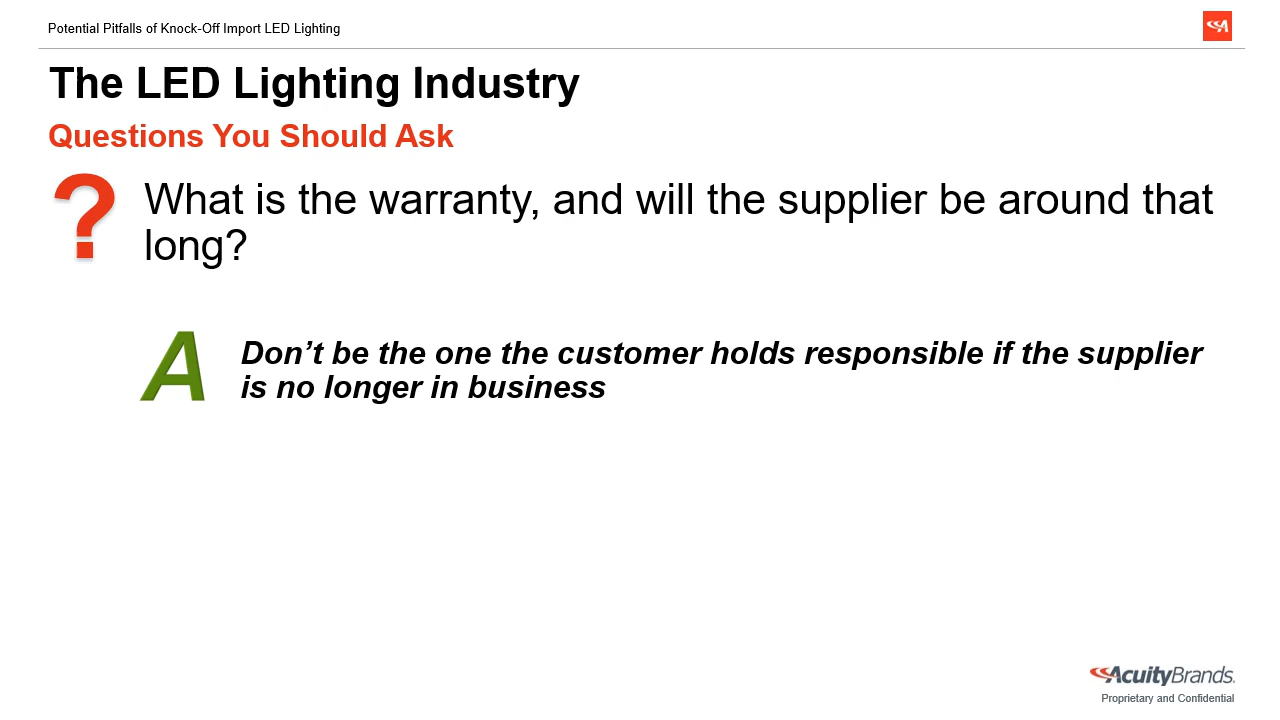 Potential Pitfalls of Knock-Off Import LED Lighting
The LED Lighting Industry
Questions You Should Ask
? What is the warranty, and will the supplier be around that
long?
A Don’t be the one the customer holds responsible if the supplier
is no longer in business
AcuityBrands.
Proprietary and Confidential